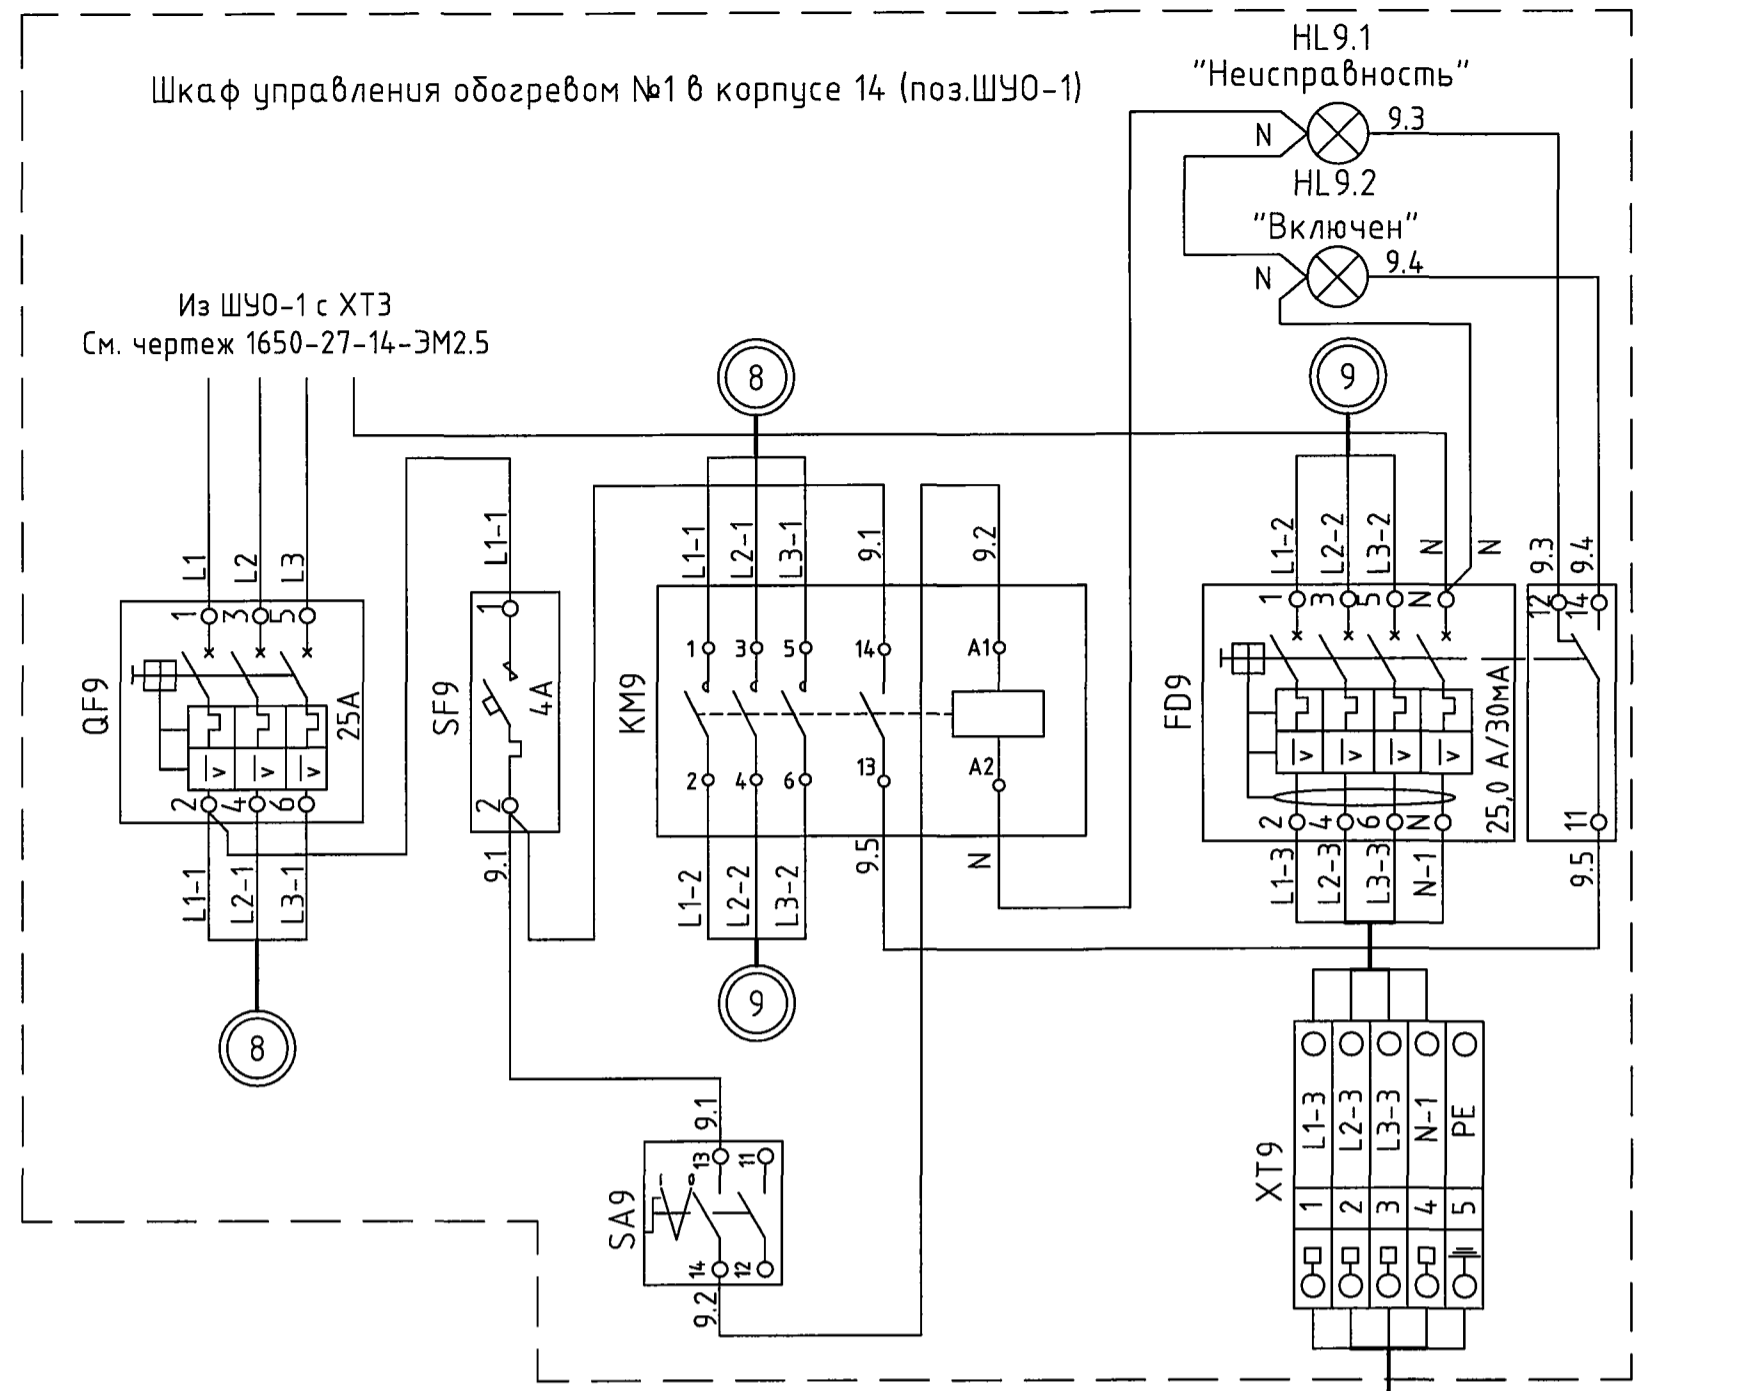 HL9.1
"Неисправность"
Шкаф управления обогревом №1 в корпусе 14 (поз.ШУО-1)
N
9.3
HL9.2
"Включен"
N
9.4
Из ШУО-1 с XT3
См. чертеж 1650-27-14-ЭМ2.5
8
9
L1
L2
L3
L1-1
L1-1
L2-1
L3-1
9.1
9.2
L1-2
L2-2
L3-2
N
N
9.3
9.4
QF9
1
3
5
25A
2
4
6
SF9
1
4A
2
KM9
1
3
5
14
A1
2
4
6
13
A2
FD9
1
3
5
N
25,0 А/30мА
2
4
6
N
12
14
11
L1-1
L2-1
L3-1
9.1
L1-2
L2-2
L3-2
9.5
N
L1-3
L2-3
L3-3
N-1
9.5
8
9
9.1
SA9
13
11
14
12
9.2
XT9
L1-3
L2-3
L3-3
N-1
PE
1
2
3
4
5